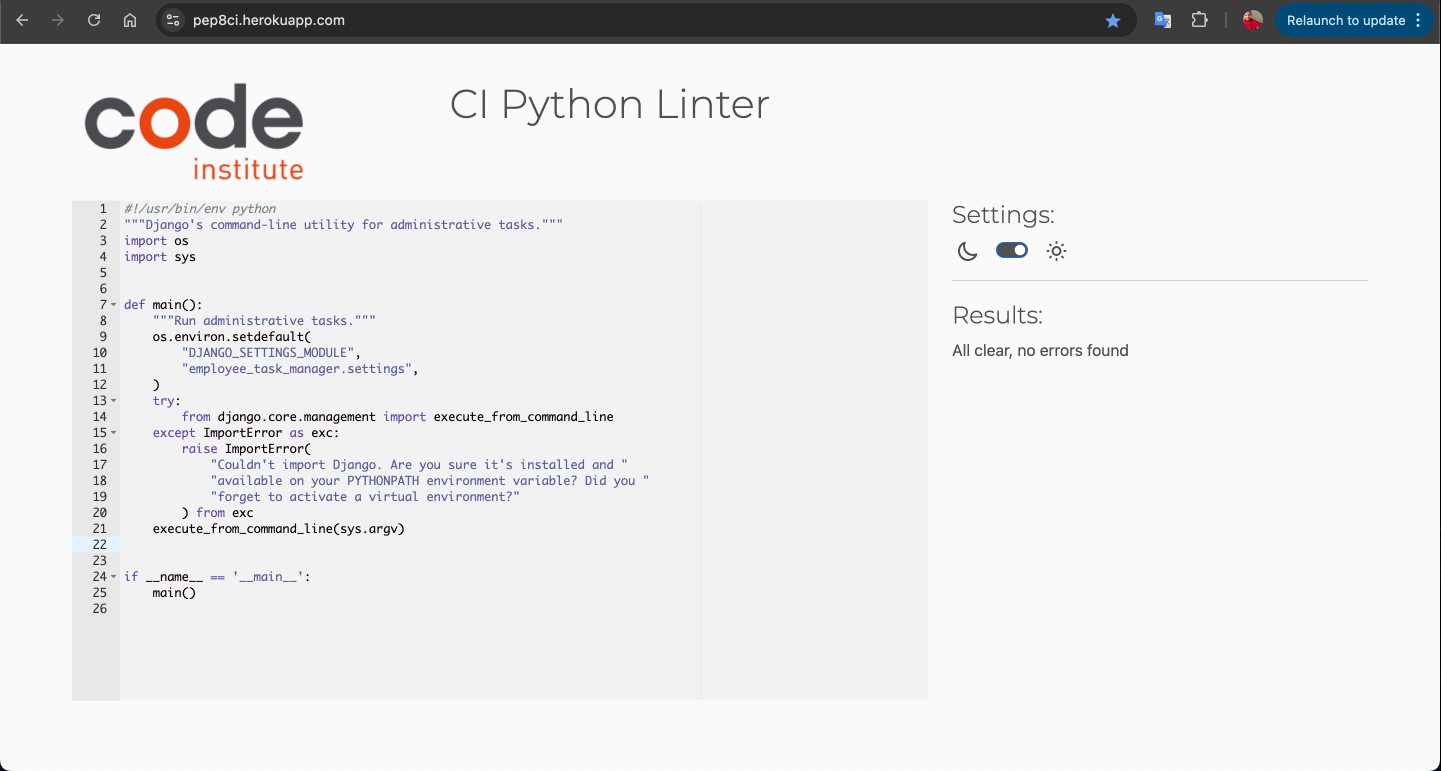 pep8ci.herokuapp.com
Relaunch to update
code
institute
CI Python Linter
1 #!/usr/bin/env python
2 """Django's command-line utility for administrative tasks."""
3 import os
4 import sys
5
6
7 def main():
8     """Run administrative tasks."""
9     os.environ.setdefault(
10         "DJANGO_SETTINGS_MODULE",
11         "employee_task_manager.settings",
12     )
13     try:
14         from django.core.management import execute_from_command_line
15     except ImportError as exc:
16         raise ImportError(
17             "Couldn't import Django. Are you sure it's installed and "
18             "available on your PYTHONPATH environment variable? Did you "
19             "forget to activate a virtual environment?"
20         ) from exc
21     execute_from_command_line(sys.argv)
22
23
24 if __name__ == '__main__':
25     main()
26
Settings:
Results:
All clear, no errors found